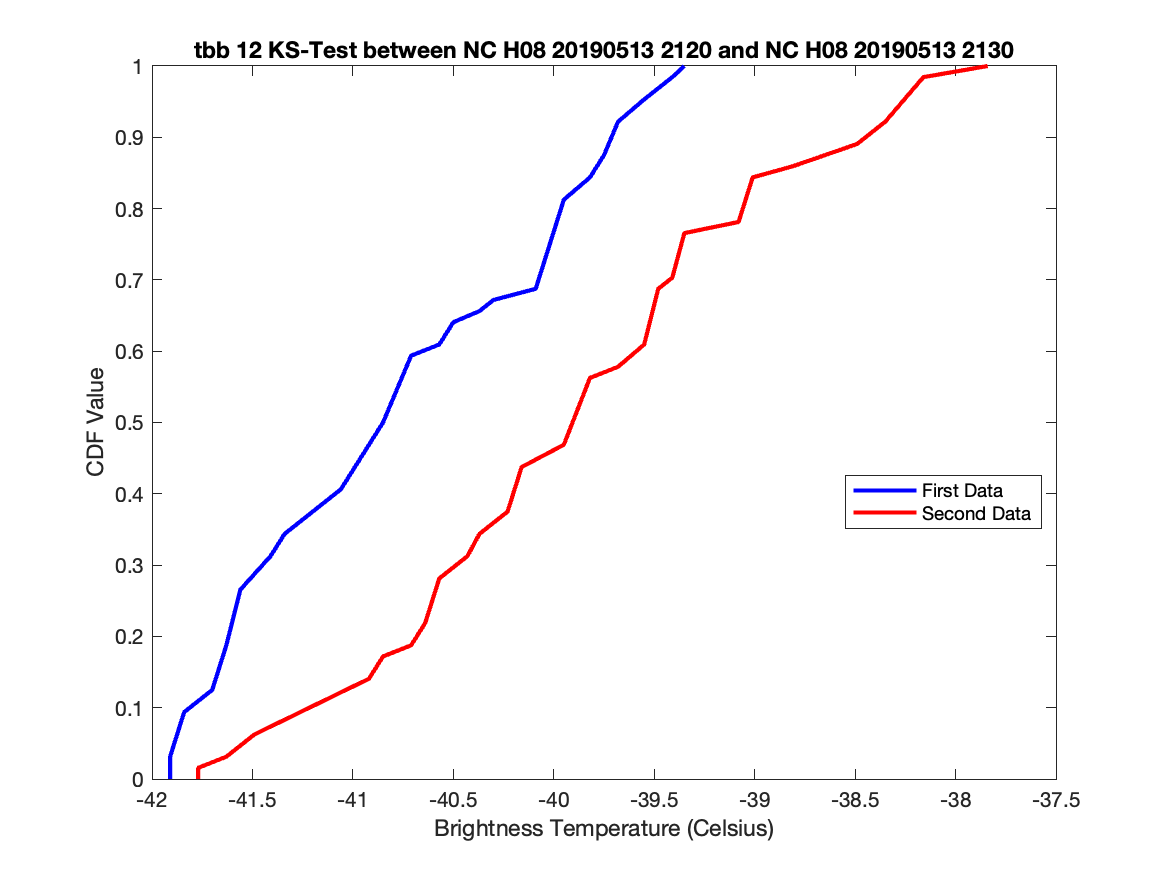 tbb 12 KS-Test between NC H08 20190513 2120 and NC H08 20190513 2130
1
0.9
0.8
0.7
0.6
0.5
0.4
0.3
0.2
0.1
0
CDF Value
First Data
Second Data
-42 -41.5 -41 -40.5 -40 -39.5 -39 -38.5 -38 -37.5
Brightness Temperature (Celsius)